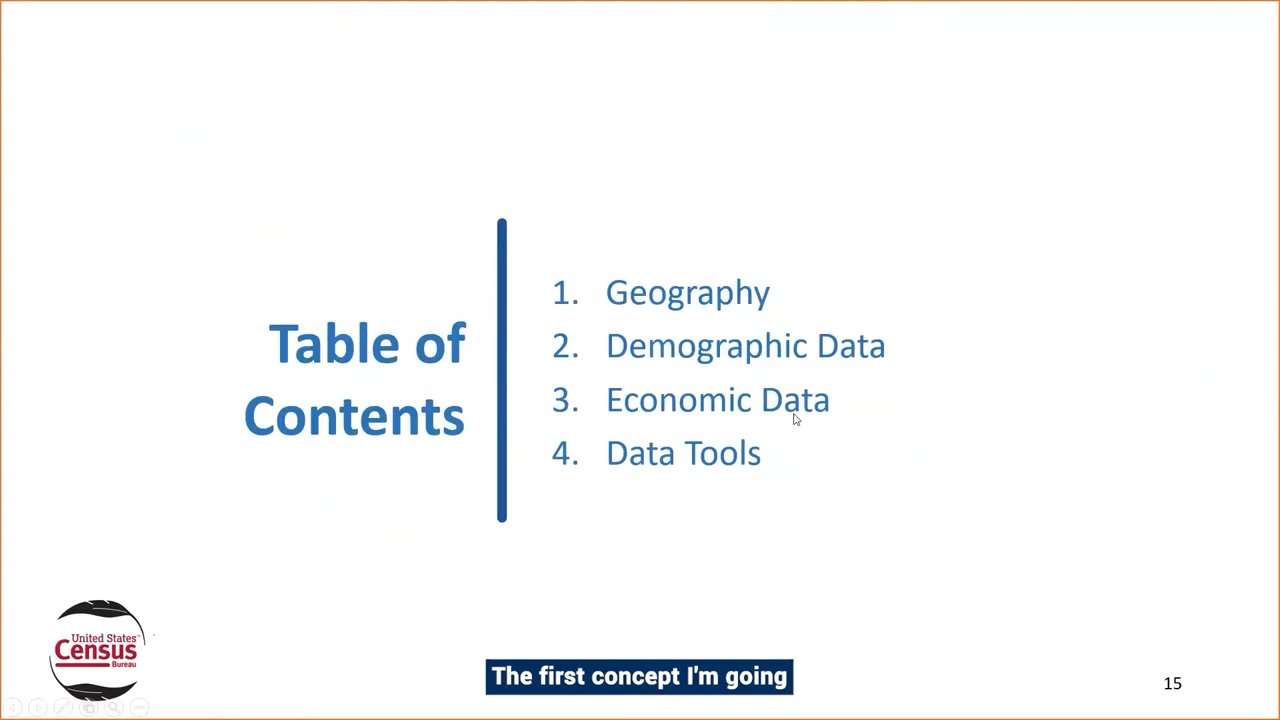 Table of
Contents
1. Geography
2. Demographic Data
3. Economic Data
4. Data Tools
United States™
Census
Bureau
The first concept I'm going
15